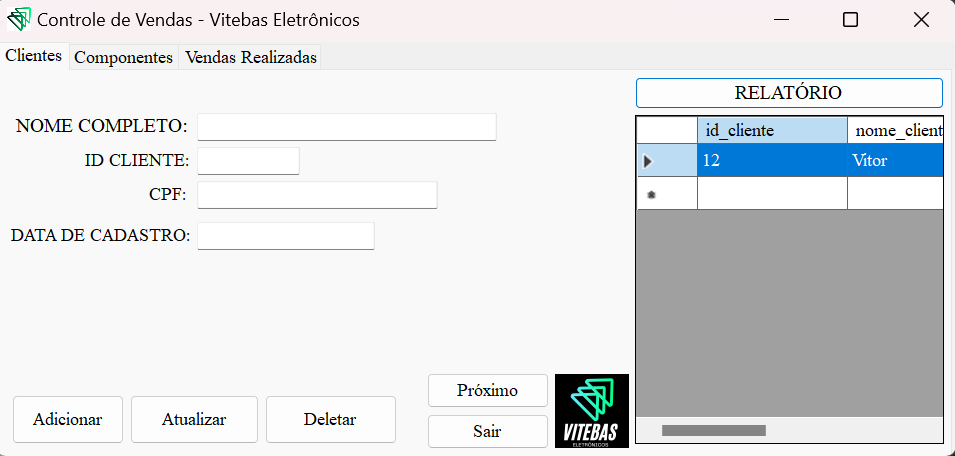 Controle de Vendas - Vitebas Eletrônicos
Clientes Componentes Vendas Realizadas
NOME COMPLETO:
ID CLIENTE:
CPF:
DATA DE CADASTRO:
RELATÓRIO
id_cliente nome_client
12 Vitor
Adicionar Atualizar Deletar
Próximo
Sair
VITEBAS
ELETRÔNICOS